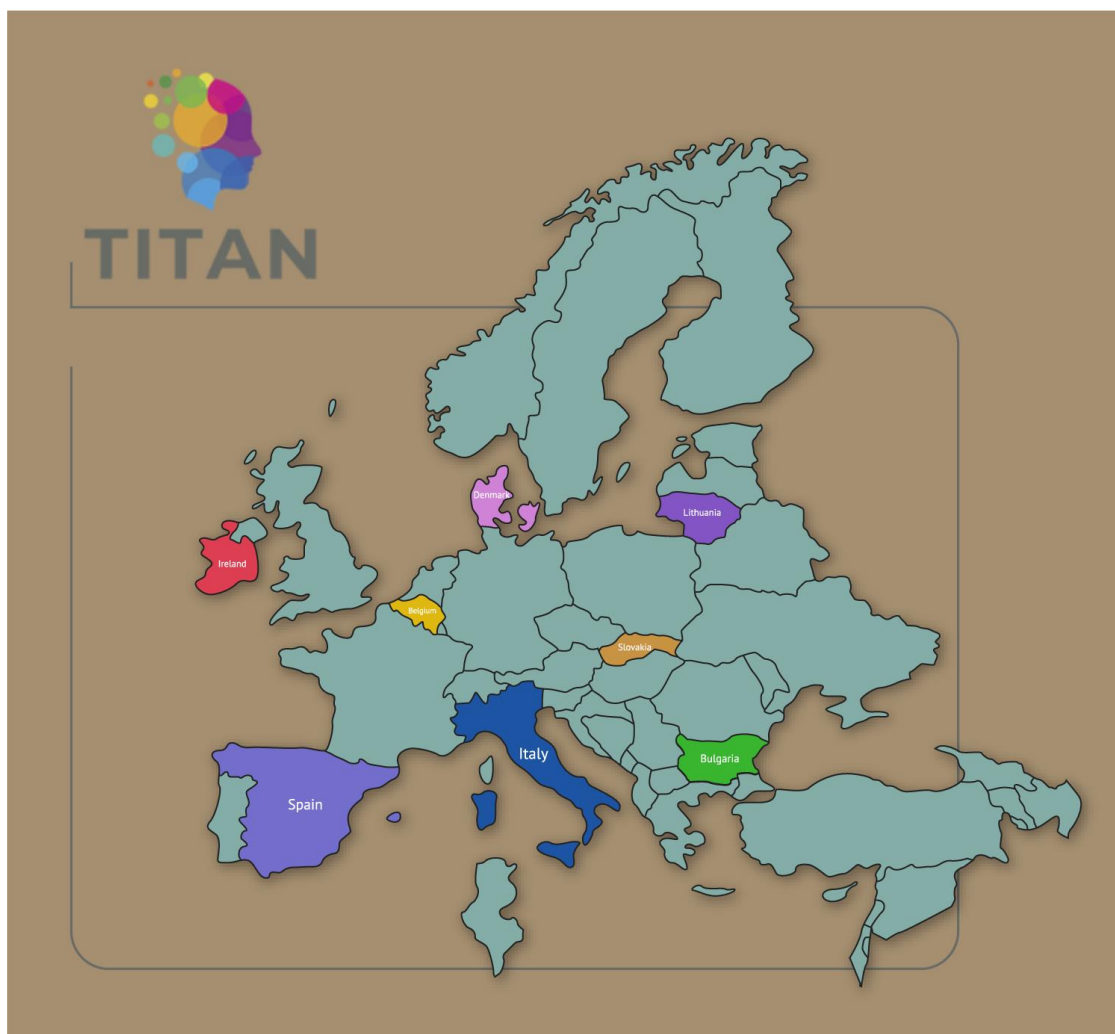 TITAN
Denmark
Lithuania
Ireland
Belgium
Slovakia
Italy
Bulgaria
Spain